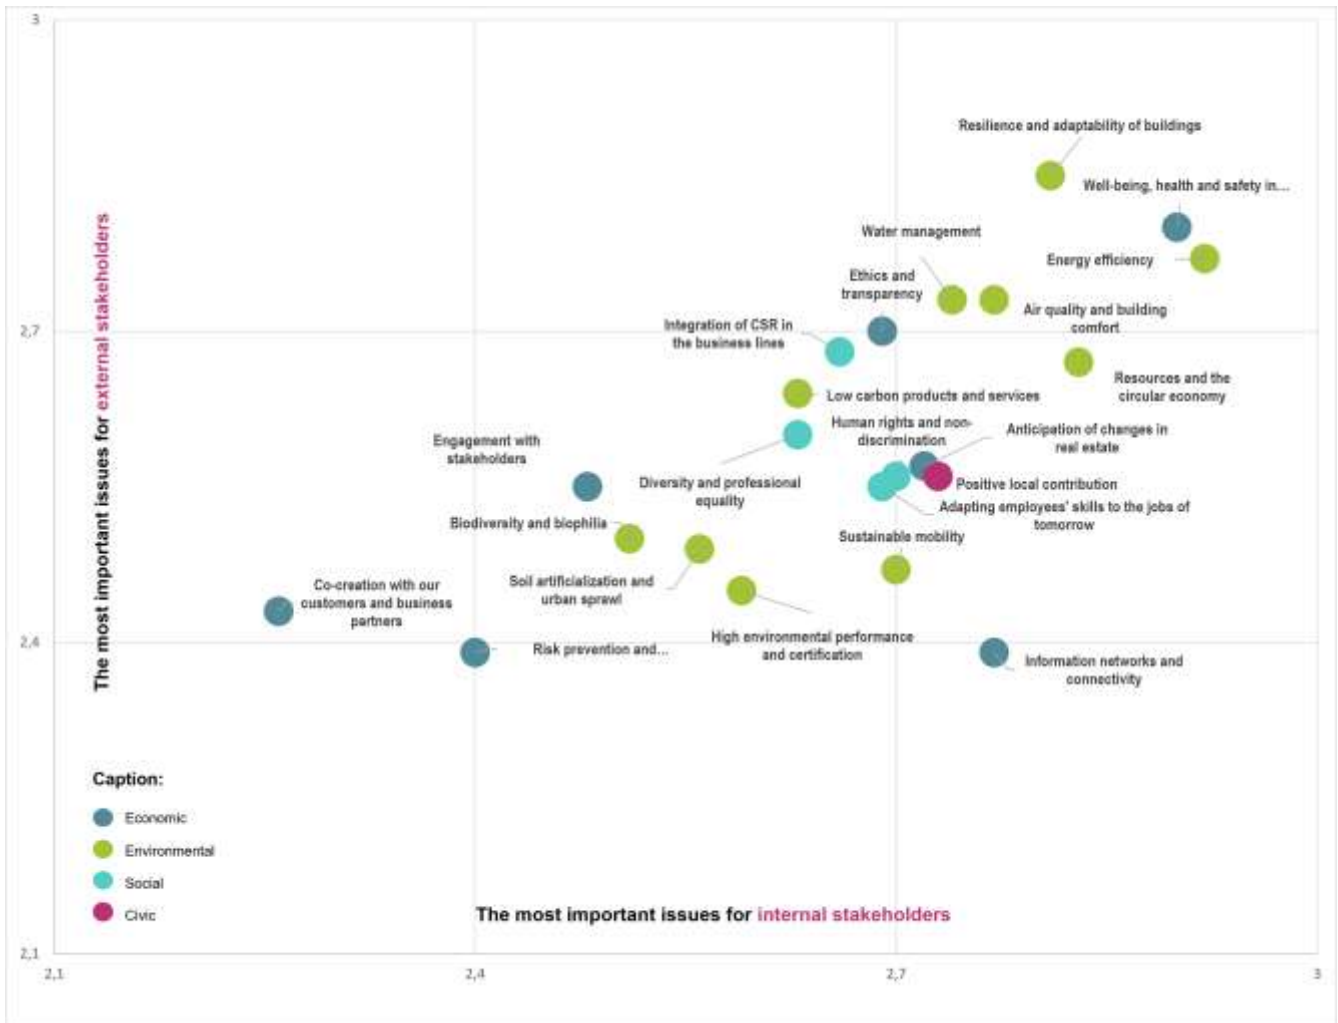 3
Resilience and adaptability of buildings
Well-being, health and safety in...
Water management
Energy efficiency
Ethics and
transparency
Air quality and building
comfort
Integration of CSR in
the business lines
2,7
Resources and the
circular economy
Low carbon products and services
Human rights and non-
discrimination
Anticipation of changes in
real estate
Engagement with
stakeholders
Diversity and professional
equality
Positive local contribution
Adapting employees' skills to the jobs of
tomorrow
Biodiversity and biophilia
Sustainable mobility
Soil artificialization and
urban sprawl
Co-creation with our
customers and business
partners
High environmental performance
and certification
Risk prevention and...
Information networks and
connectivity
2,4
The most important issues for external stakeholders
Caption:
Economic
Environmental
Social
Civic
The most important issues for internal stakeholders
2,1
2,1
2,4
2,7
3